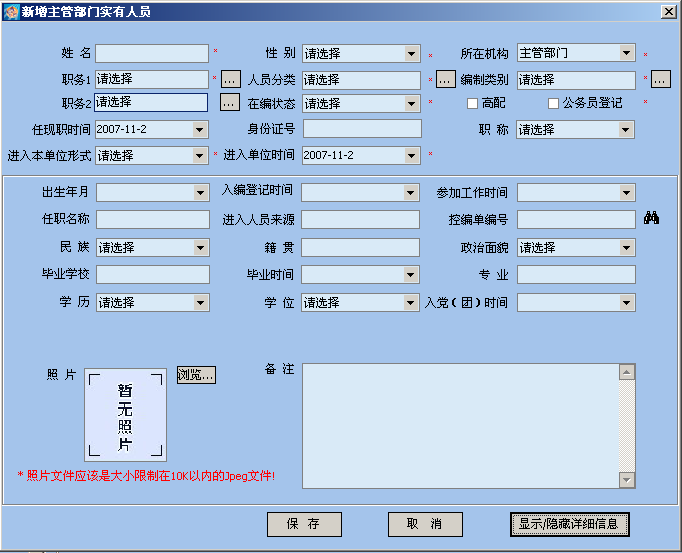 新增主管部门实有人员
姓 名 * 性 别 请选择 * 所在机构 主管部门 *
职务1 请选择 * ... 人员分类 请选择 * ... 编制类别 请选择 * ...
职务2 请选择 ... 在编状态 请选择 * 高配 公务员登记 *
任现职时间 2007-11-2 身份证号 职 称 请选择
进入本单位形式 请选择 * 进入单位时间 2007-11-2 *
出生年月 入编登记时间 参加工作时间
任职名称 进入人员来源 控编单编号
民 族 请选择 籍 贯 政治面貌 请选择
毕业学校 毕业时间 专 业
学 历 请选择 学 位 请选择 入党(团)时间
照 片 暂无照片 浏览... 备 注
* 照片文件应该是大小限制在10K以内的Jpeg文件!
保 存 取 消 显示/隐藏详细信息